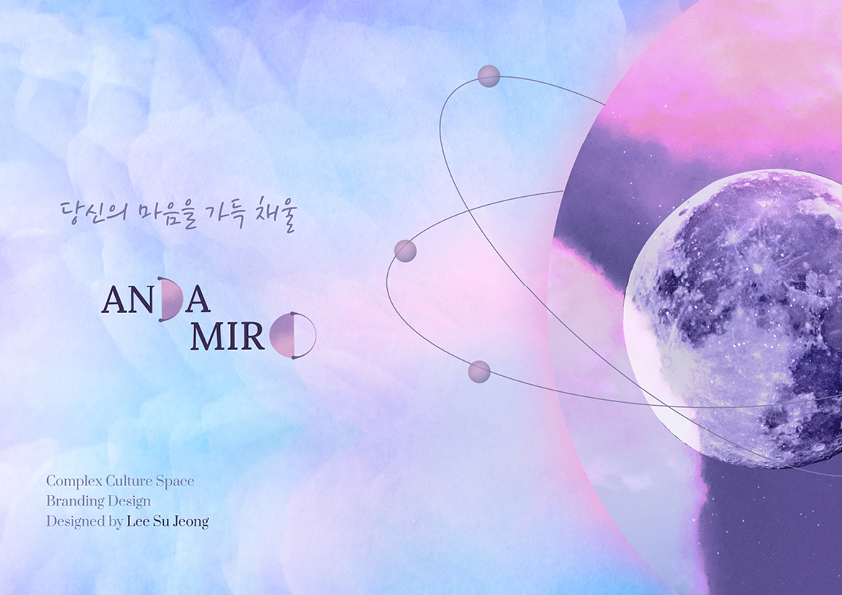 당신의 마음을 가득 채울
ANDA
MIRO
Complex Culture Space
Branding Design
Designed by Lee Su Jeong